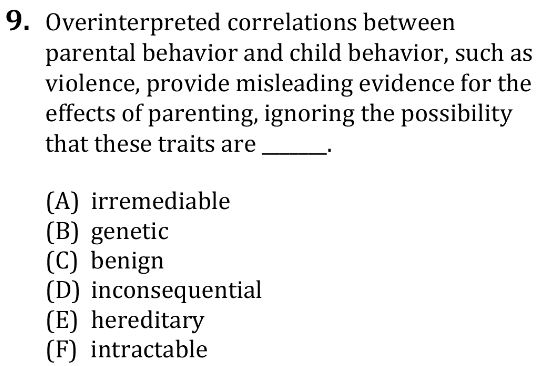 9. Overinterpreted correlations between
parental behavior and child behavior, such as
violence, provide misleading evidence for the
effects of parenting, ignoring the possibility
that these traits are _______.
(A) irremediable
(B) genetic
(C) benign
(D) inconsequential
(E) hereditary
(F) intractable